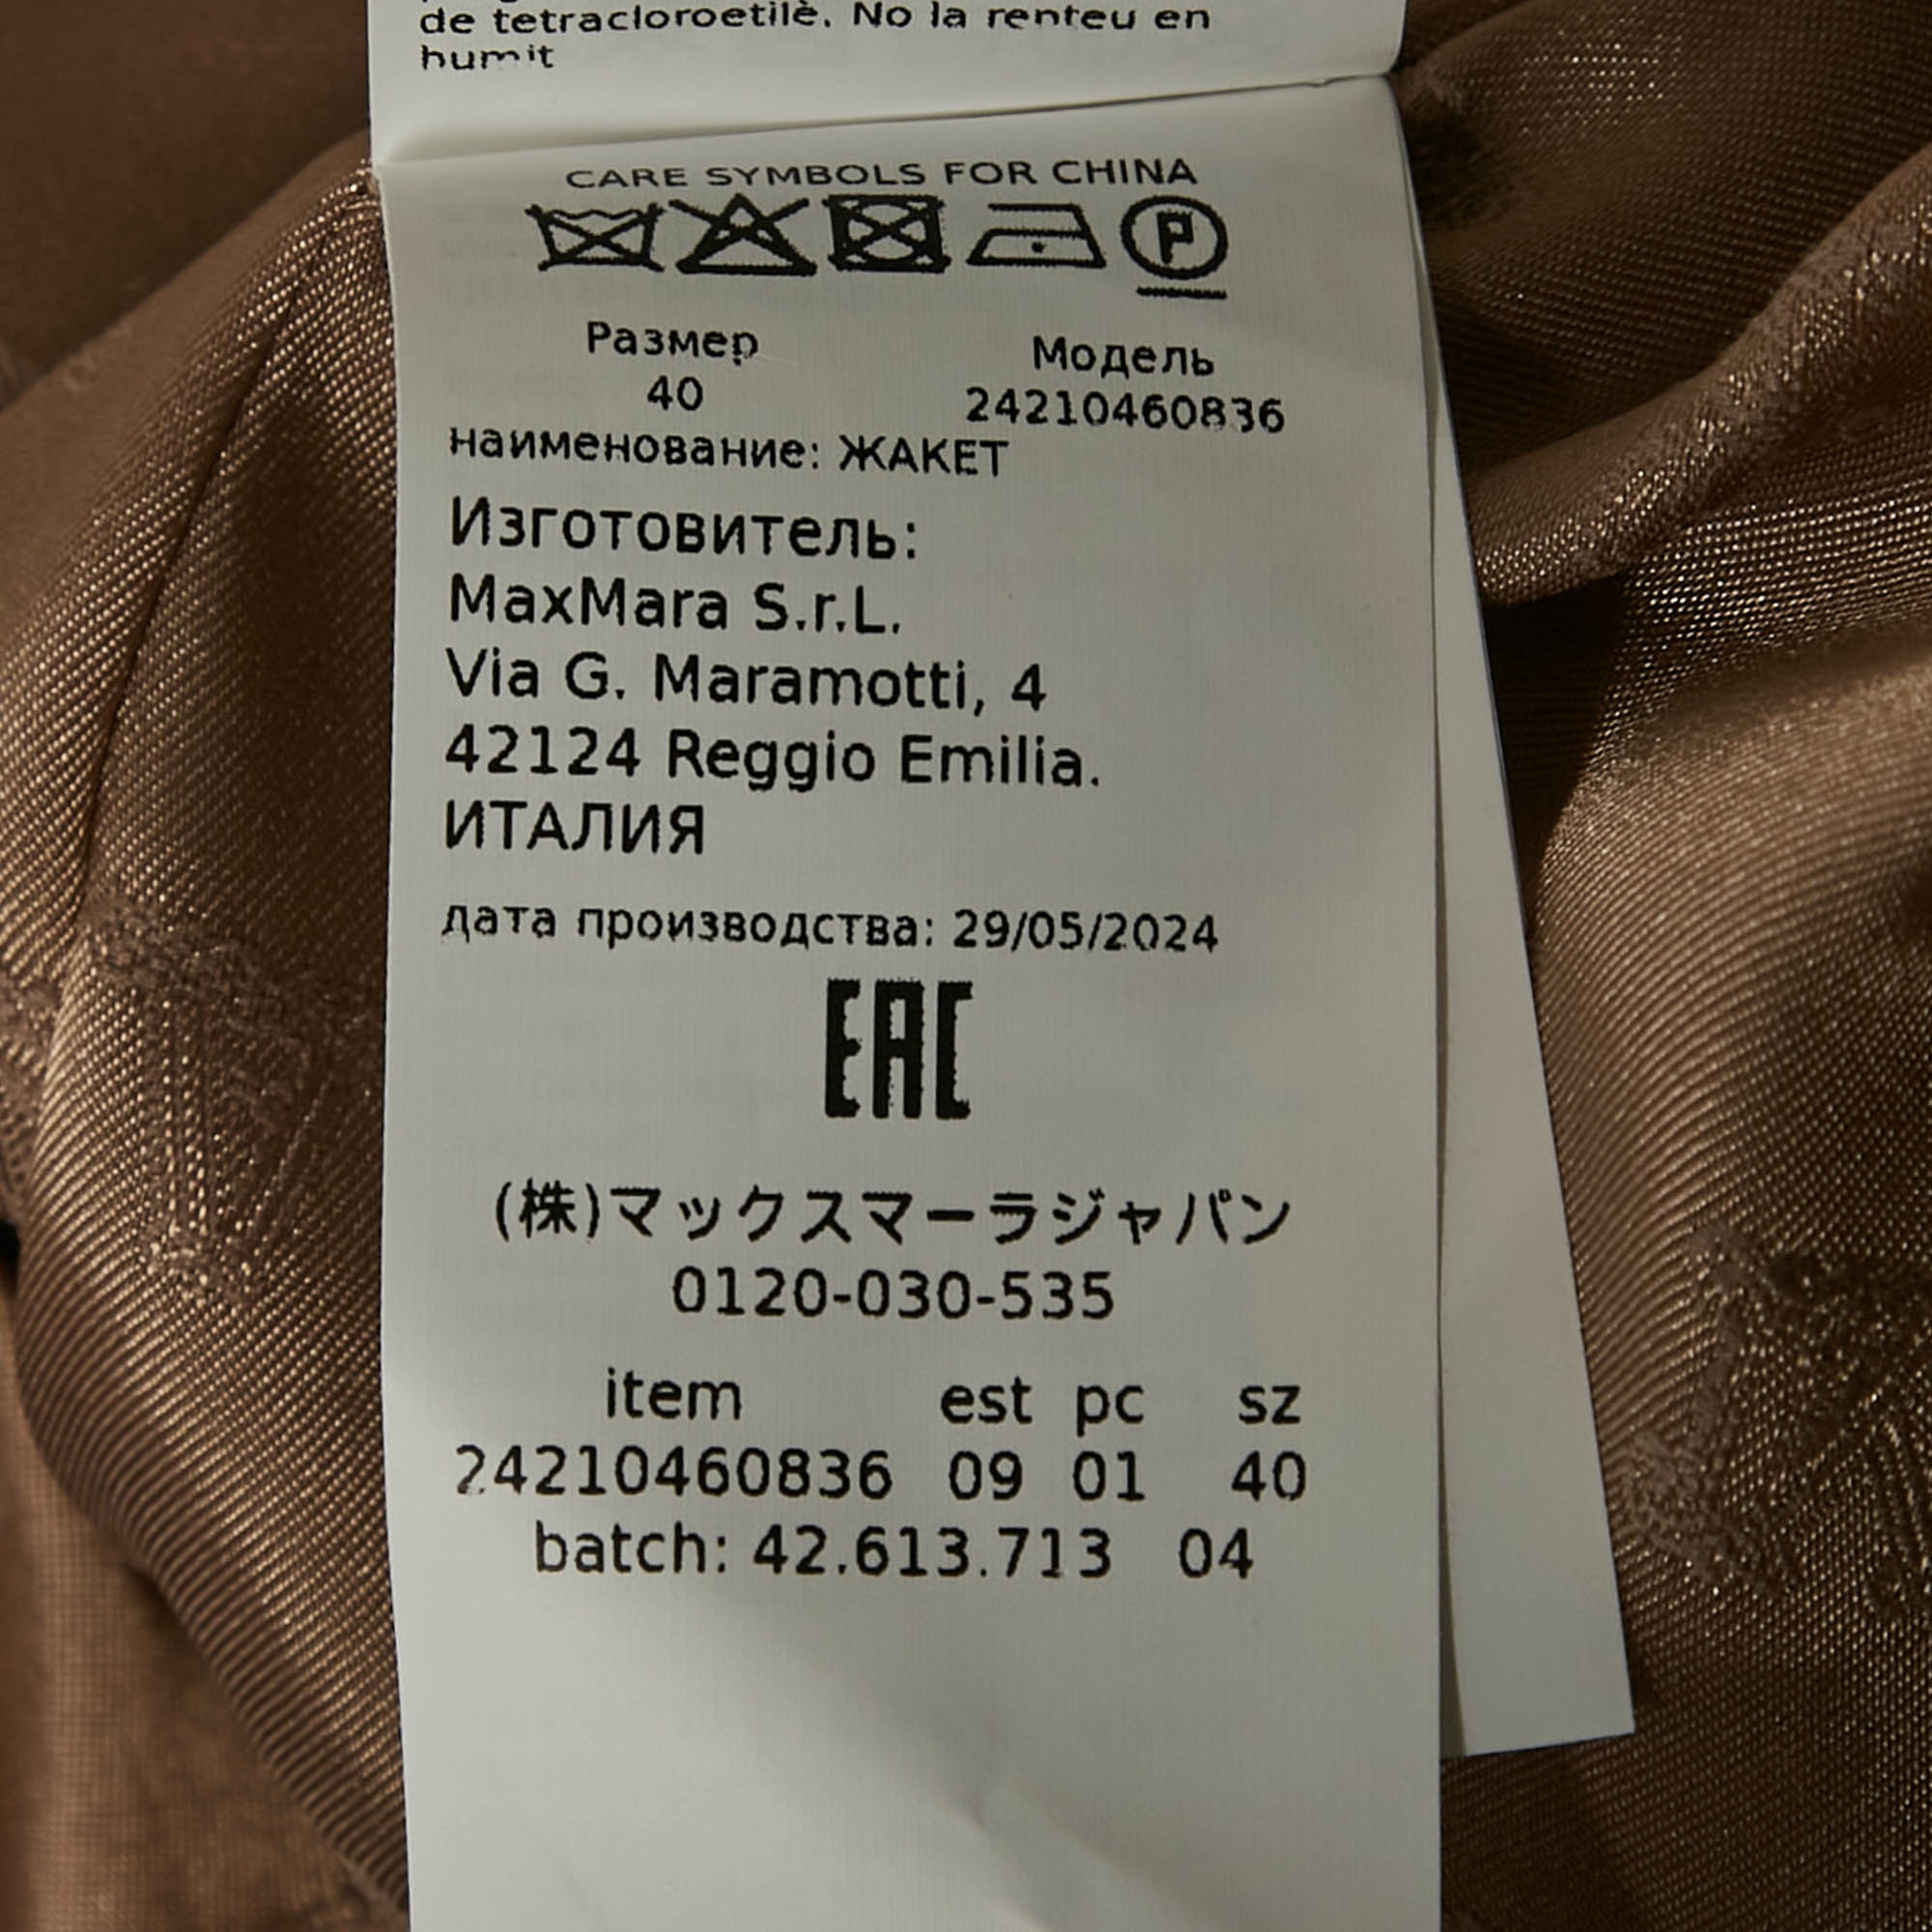 de tetracloroetilè. No la renteu en
humit
CARE SYMBOLS FOR CHINA
P
Размер Модель
40 24210460836
наименование: ЖАКЕТ
Изготовитель:
MaxMara S.r.L.
Via G. Maramotti, 4
42124 Reggio Emilia.
ИТАЛИЯ
дата производства: 29/05/2024
EAC
(株)マックスマーラジャパン
0120-030-535
item est pc sz
24210460836 09 01 40
batch: 42.613.713 04